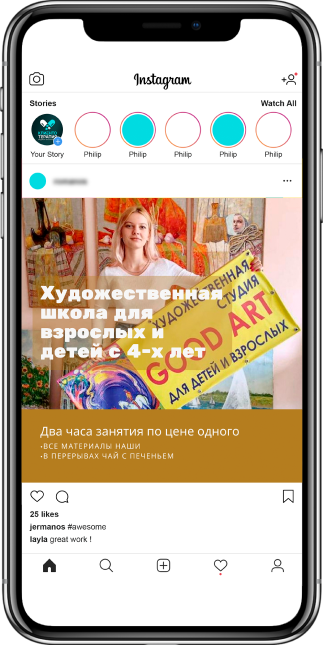 Instagram
Stories
Watch All
Your Story
Philip
Philip
Philip
Philip
Philip
Художественная
школа для
взрослых и
детей с 4-х лет
ХУДОЖЕСТВЕННАЯ
СТУДИЯ
GOOD ART
ДЛЯ ДЕТЕЙ И ВЗРОСЛЫХ
Два часа занятия по цене одного
•ВСЕ МАТЕРИАЛЫ НАШИ
•В ПЕРЕРЫВАХ ЧАЙ С ПЕЧЕНЬЕМ
25 likes
jermanos #awesome
layla great work !